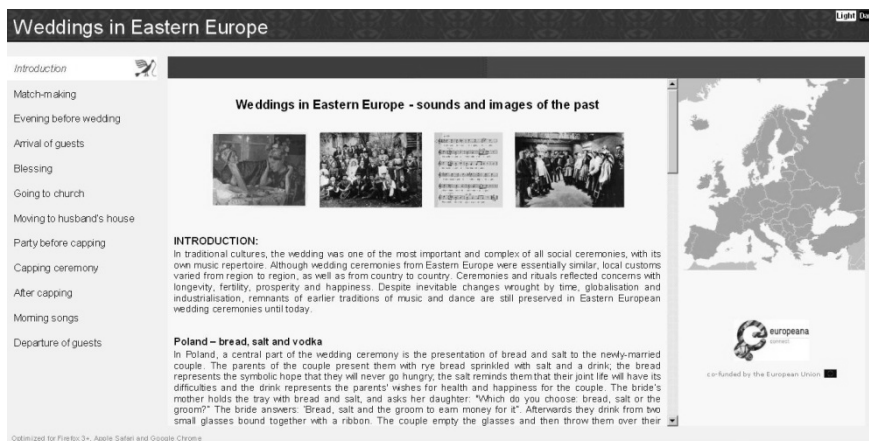 Weddings in Eastern Europe
Light Da
Introduction
Match-making
Evening before wedding
Arrival of guests
Blessing
Going to church
Moving to husband's house
Party before capping
Capping ceremony
After capping
Morning songs
Departure of guests
Weddings in Eastern Europe - sounds and images of the past
INTRODUCTION:
In traditional cultures, the wedding was one of the most important and complex of all social ceremonies, with its
own music repertoire. Although wedding ceremonies from Eastern Europe were essentially similar, local customs
varied from region to region, as well as from country to country. Ceremonies and rituals reflected concerns with
longevity, fertility, prosperity and happiness. Despite inevitable changes wrought by time, globalisation and
industrialisation, remnants of earlier traditions of music and dance are still preserved in Eastern European
wedding ceremonies until today.
Poland – bread, salt and vodka
In Poland, a central part of the wedding ceremony is the presentation of bread and salt to the newly-married
couple. The parents of the couple present them with rye bread sprinkled with salt and a drink; the bread
represents the symbolic hope that they will never go hungry; the salt reminds them that their joint life will have its
difficulties and the drink represents the parents' wishes for health and happiness for the couple. The bride's
mother holds the tray with bread and salt, and asks her daughter: "Which do you choose: bread, salt or the
groom?" The bride answers: "Bread, salt and the groom to earn money for it". Afterwards they drink from two
small glasses bound together with a ribbon. The couple empty the glasses and then throw them over their
europeana
connect
co-funded by the European Union
Optimized for Firefox 3+, Apple Safari and Google Chrome